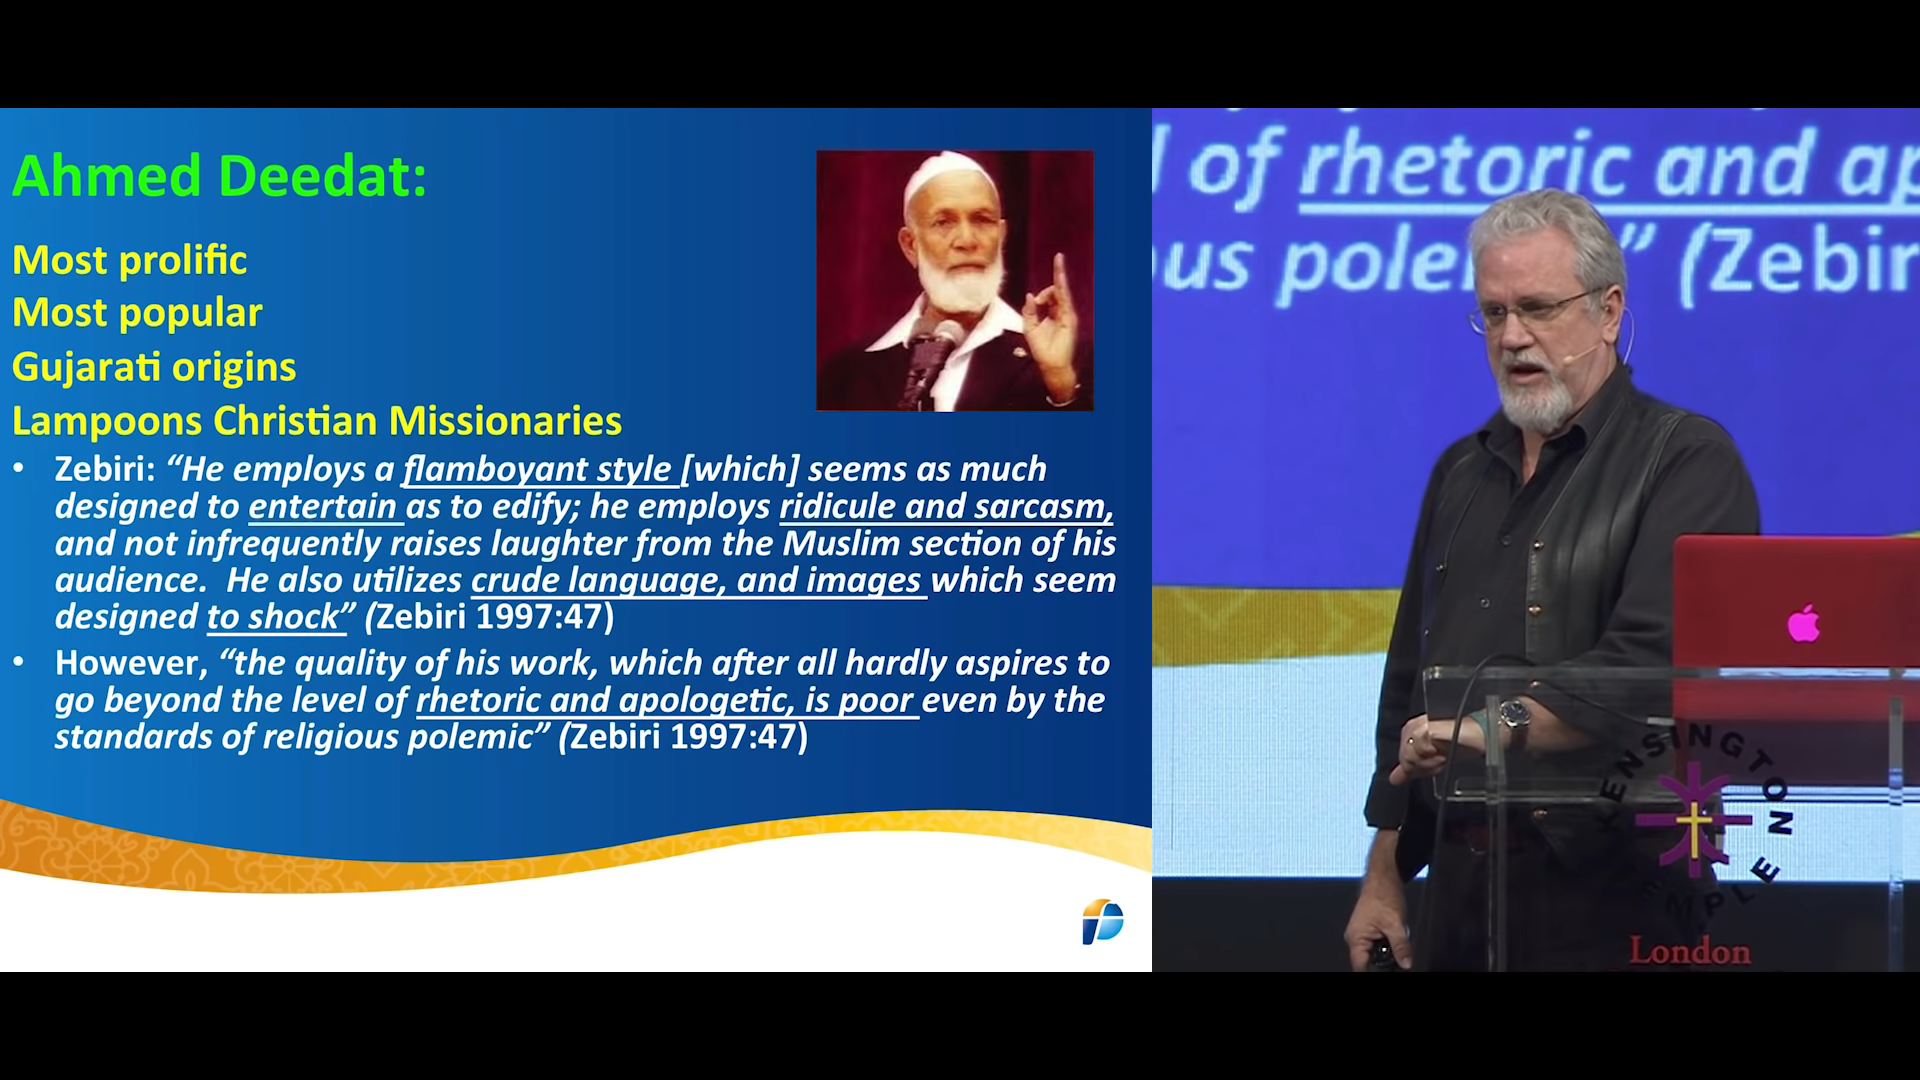 Ahmed Deedat:
Most prolific
Most popular
Gujarati origins
Lampoons Christian Missionaries
• Zebiri: “He employs a flamboyant style [which] seems as much
designed to entertain as to edify; he employs ridicule and sarcasm,
and not infrequently raises laughter from the Muslim section of his
audience. He also utilizes crude language, and images which seem
designed to shock” (Zebiri 1997:47)
• However, “the quality of his work, which after all hardly aspires to
go beyond the level of rhetoric and apologetic, is poor even by the
standards of religious polemic” (Zebiri 1997:47)
of rhetoric and ap
us pole ” (Zebir
KENSINGTON
TEMPLE
London